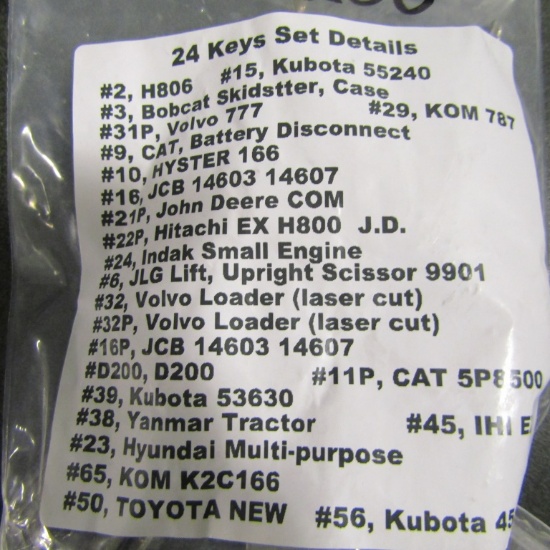 24 Keys Set Details
#2, H806 #15, Kubota 55240
#3, Bobcat Skidstter, Case
#31P, Volvo 777 #29, KOM 787
#9, CAT, Battery Disconnect
#10, HYSTER 166
#16, JCB 14603 14607
#21P, John Deere COM
#22P, Hitachi EX H800 J.D.
#24, Indak Small Engine
#6, JLG Lift, Upright Scissor 9901
#32, Volvo Loader (laser cut)
#32P, Volvo Loader (laser cut)
#16P, JCB 14603 14607
#D200, D200 #11P, CAT 5P8500
#39, Kubota 53630
#38, Yanmar Tractor #45, IHI E
#23, Hyundai Multi-purpose
#65, KOM K2C166
#50, TOYOTA NEW #56, Kubota 45